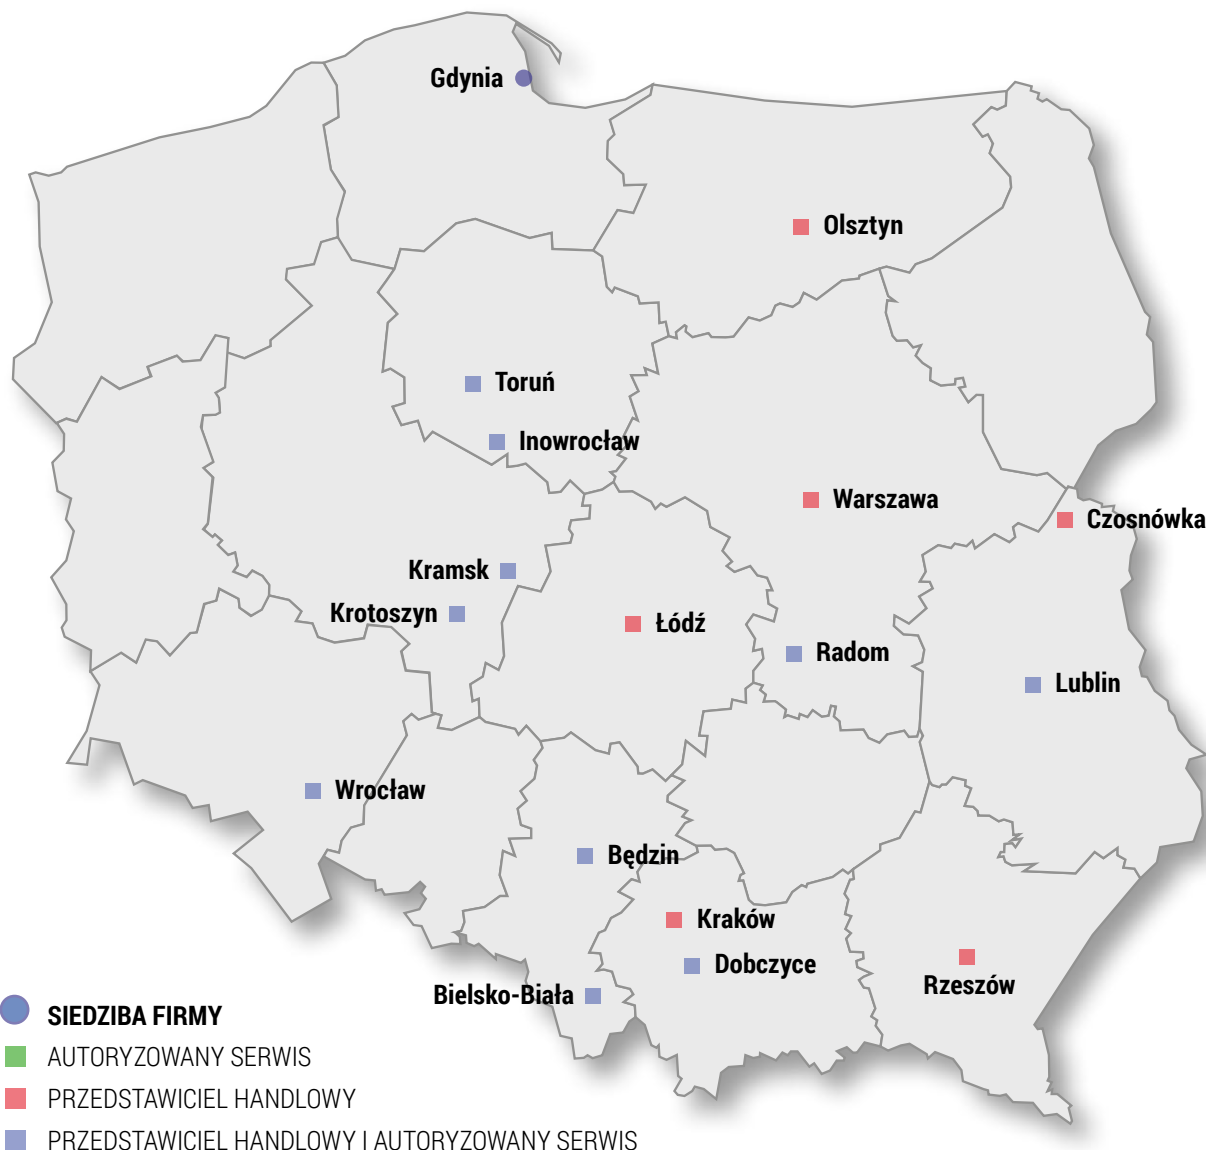 Gdynia
Olsztyn
Toruń
Inowrocław
Warszawa
Czosnówka
Kramsk
Krotoszyn
Łódź
Radom
Lublin
Wrocław
Będzin
Kraków
Dobczyce
Rzeszów
Bielsko-Biała
SIEDZIBA FIRMY
AUTORYZOWANY SERWIS
PRZEDSTAWICIEL HANDLOWY
PRZEDSTAWICIEL HANDLOWY I AUTORYZOWANY SERWIS